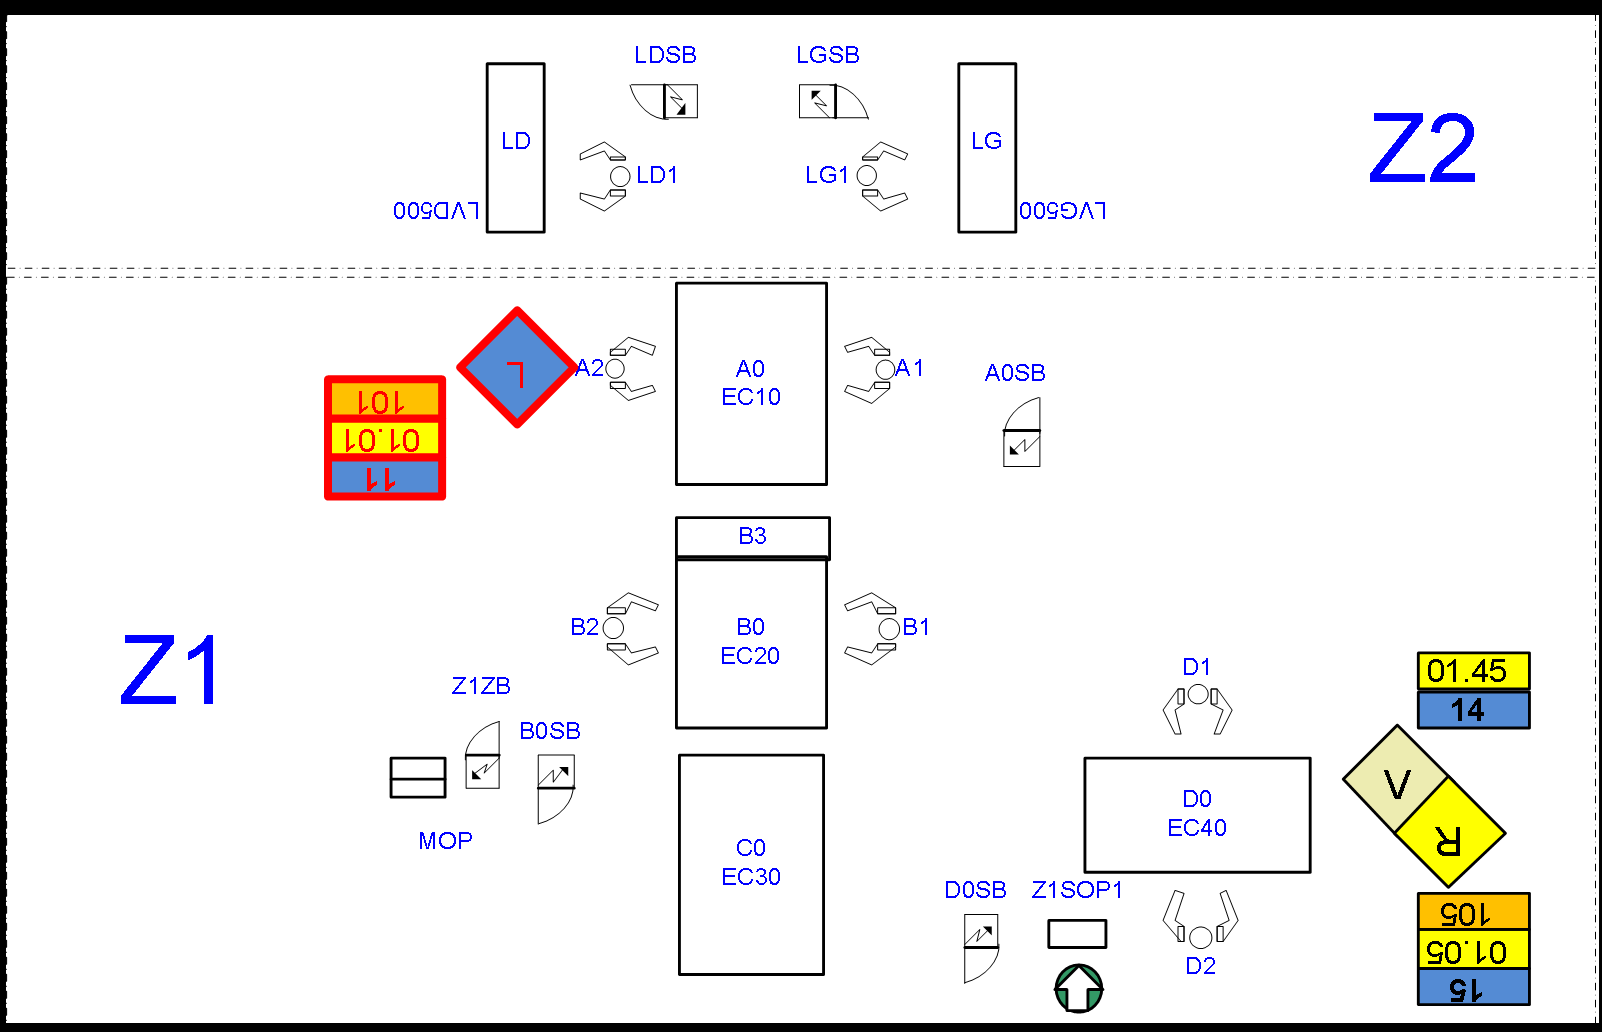 LDSB
LGSB
LD
LG
Z2
LD1
LG1
LVD500
LVG500
A2
A0
EC10
A1
A0SB
L
101
01.01
11
B3
B2
B0
EC20
B1
Z1
Z1ZB
B0SB
MOP
C0
EC30
D1
01.45
14
D0
EC40
V
R
D0SB
Z1SOP1
D2
105
01.05
15